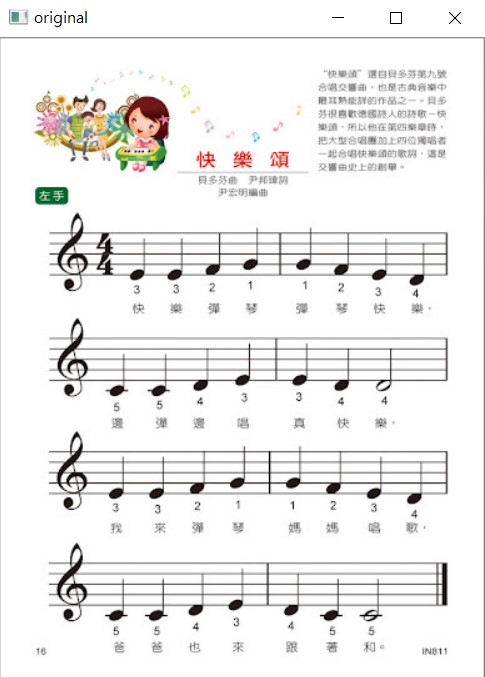 original
“快樂頌”選自貝多芬第九號
合唱交響曲，也是古典音樂中
最耳熟能詳的作品之一。貝多
芬很喜歡德國詩人的詩歌一快
樂頌，所以他在第四樂章時，
把大型合唱團加上四位獨唱者
一起合唱快樂頌的歌詞，這是
交響曲史上的創舉。
快樂頌
貝多芬曲 尹邦瑋詞
尹宏明編曲
左手
4
4
3 3 2 1 1 2 3 4
快 樂 彈 琴 彈 琴 快 樂，
5 5 4 3 3 4 4
邊 彈 邊 唱 真 快 樂，
3 3 2 1 1 2 3 4
我 來 彈 琴 媽 媽 唱 歌，
5 5 4 3 4 5 5
爸 爸 也 來 跟 著 和。
16 IN811